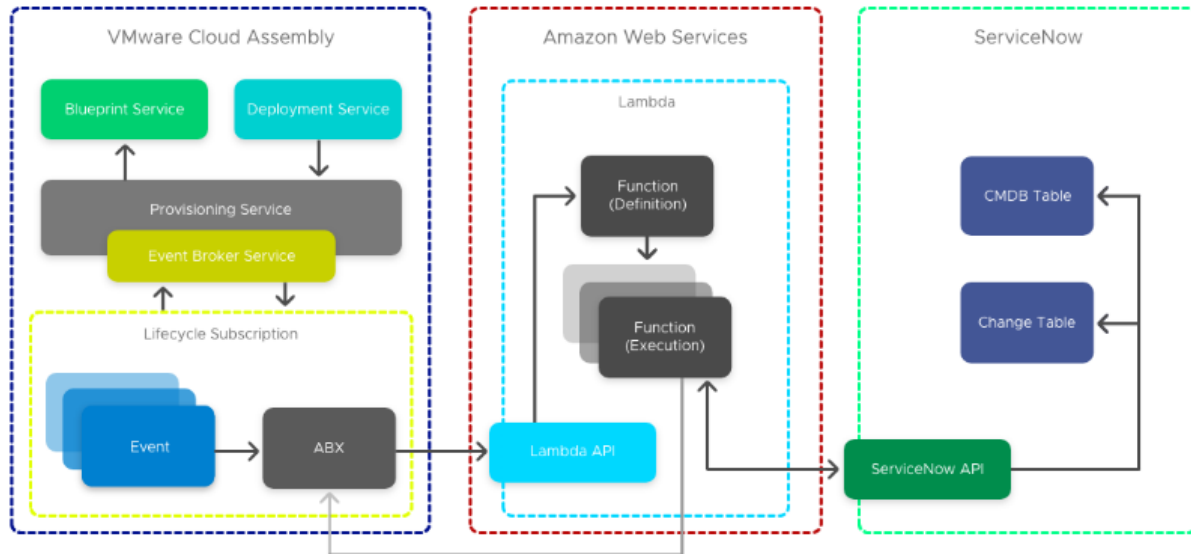 VMware Cloud Assembly
Blueprint Service
Deployment Service
Provisioning Service
Event Broker Service
Lifecycle Subscription
Event
ABX
Amazon Web Services
Lambda
Function
(Definition)
Function
(Execution)
Lambda API
ServiceNow
CMDB Table
Change Table
ServiceNow API